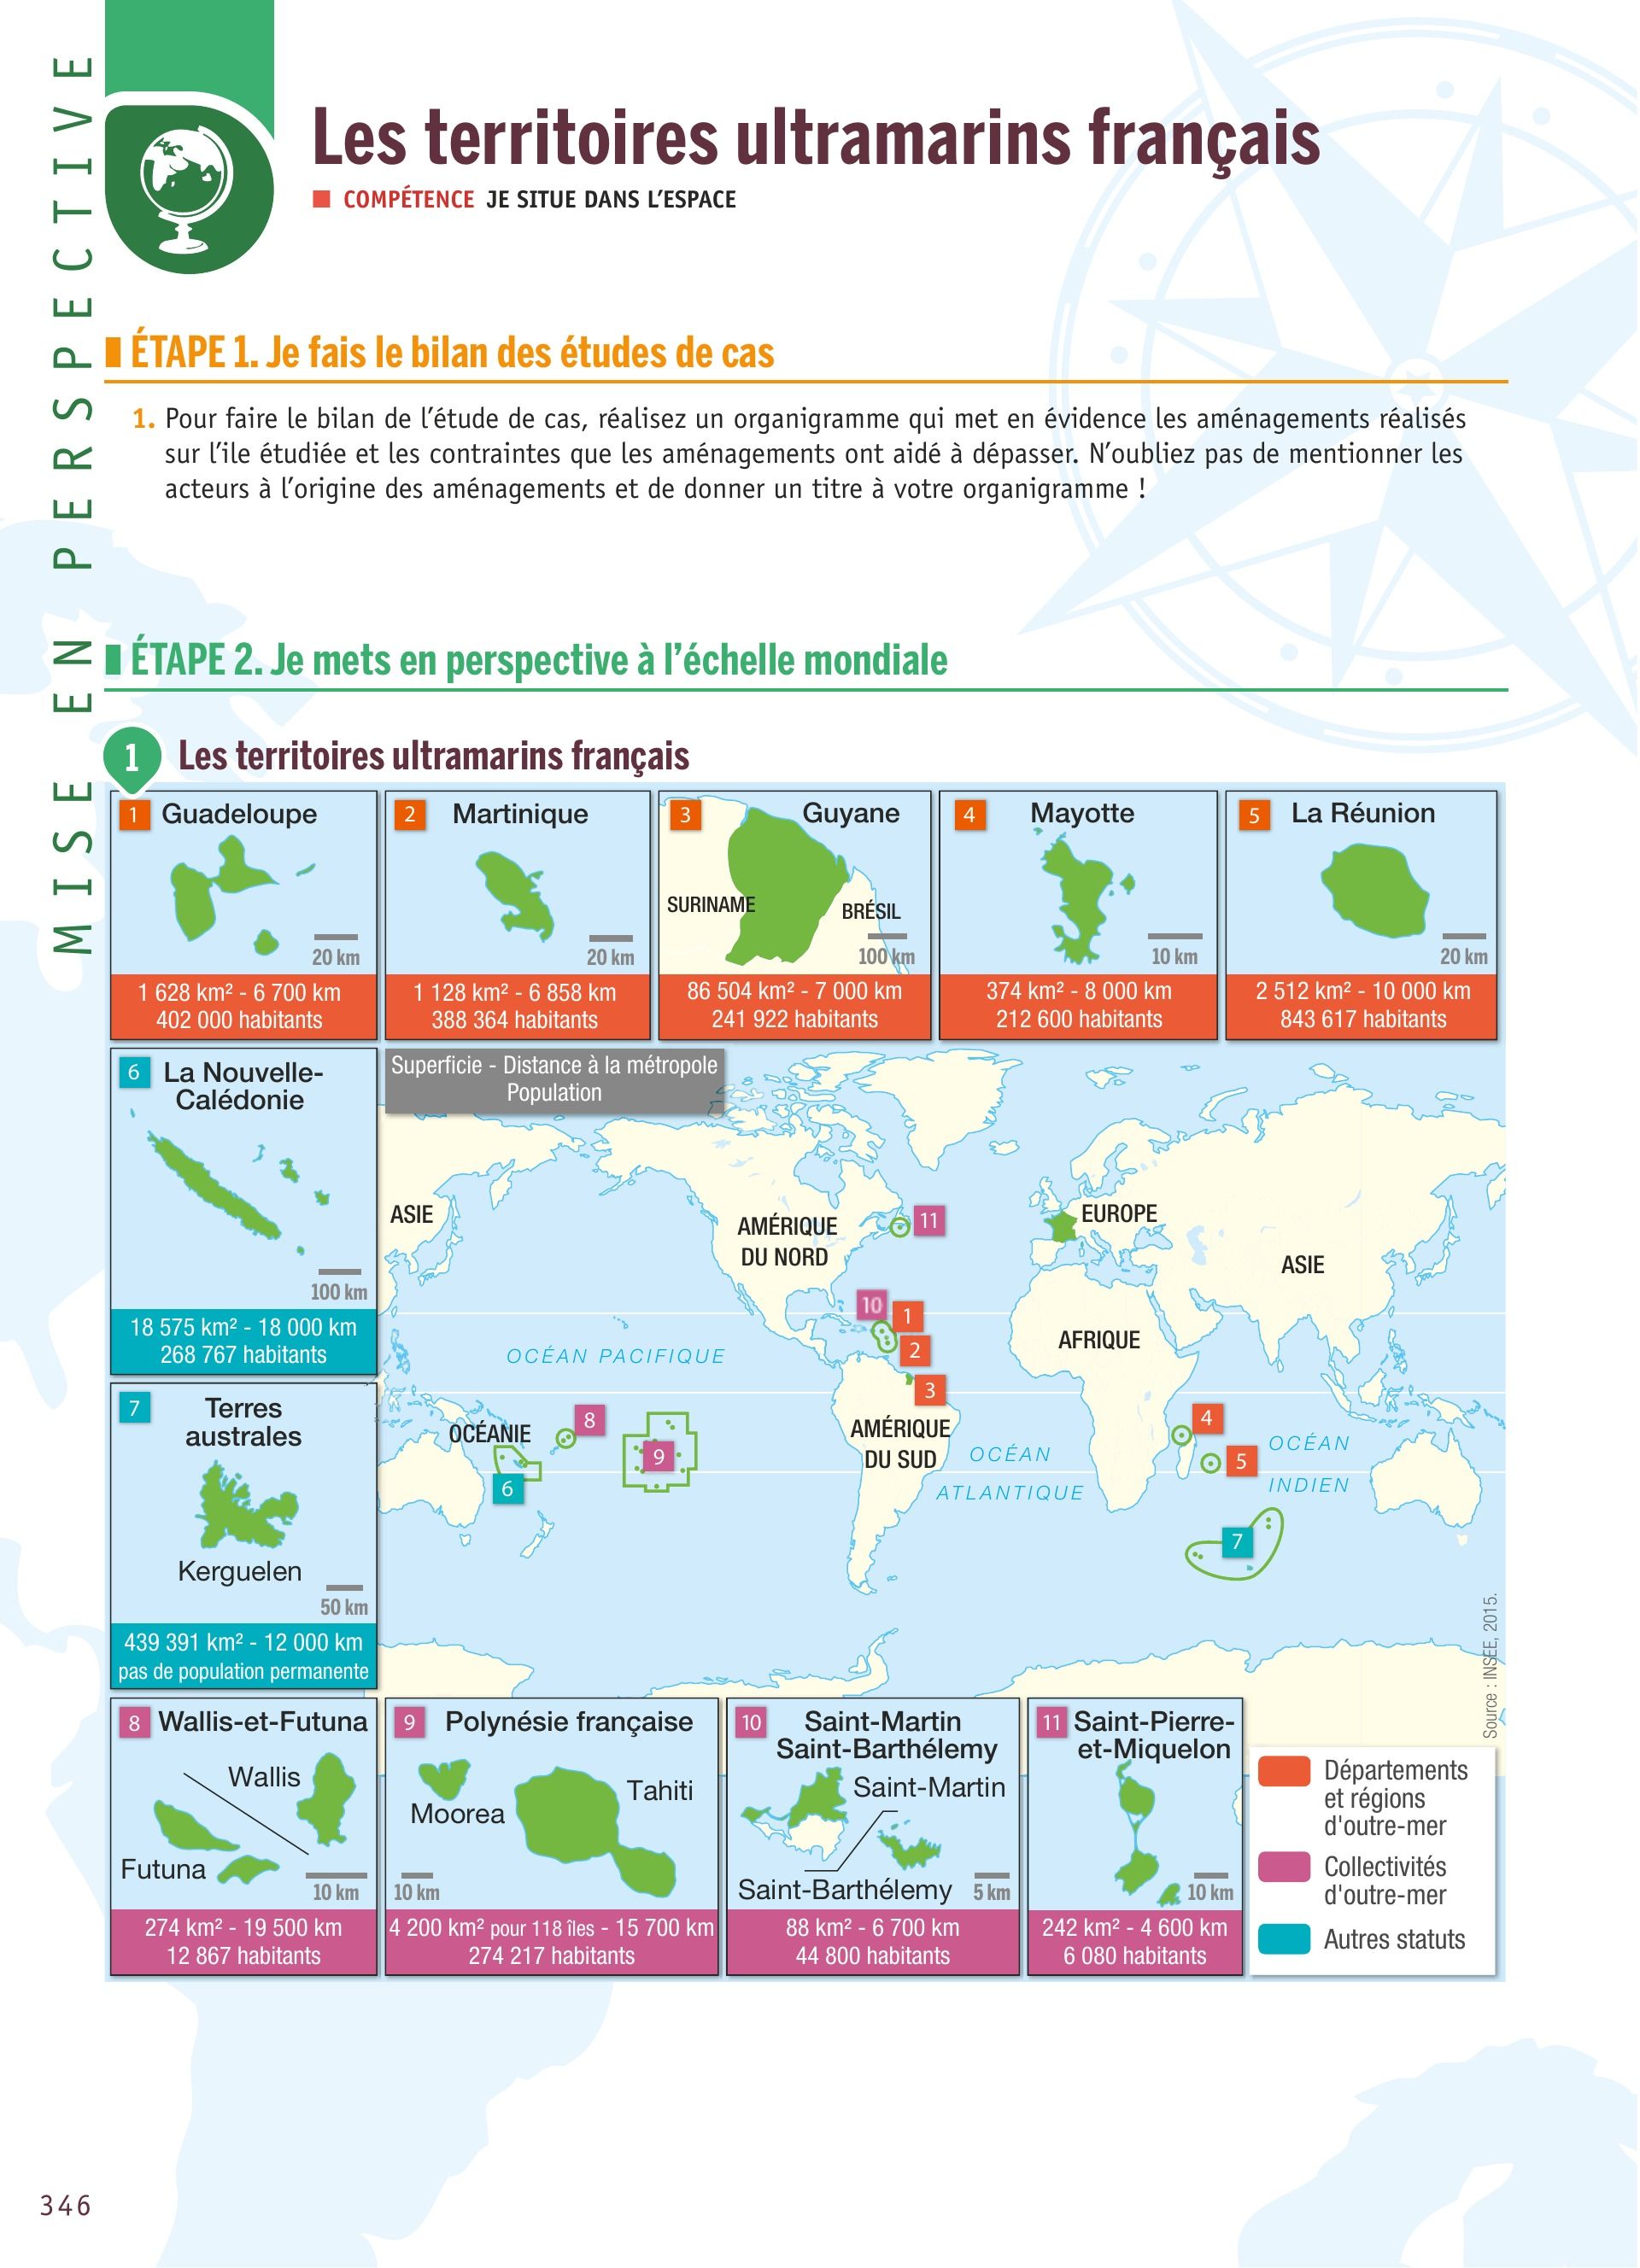 MISE EN PERSPECTIVE
Les territoires ultramarins français
COMPÉTENCE JE SITUE DANS L'ESPACE
ÉTAPE 1. Je fais le bilan des études de cas
1. Pour faire le bilan de l'étude de cas, réalisez un organigramme qui met en évidence les aménagements réalisés
sur l'ile étudiée et les contraintes que les aménagements ont aidé à dépasser. N'oubliez pas de mentionner les
acteurs à l'origine des aménagements et de donner un titre à votre organigramme !
ÉTAPE 2. Je mets en perspective à l'échelle mondiale
1 Les territoires ultramarins français
1 Guadeloupe
20 km
1 628 km² - 6 700 km
402 000 habitants
2 Martinique
20 km
1 128 km² - 6 858 km
388 364 habitants
3 Guyane
SURINAME
BRÉSIL
100 km
86 504 km² - 7 000 km
241 922 habitants
4 Mayotte
10 km
374 km² - 8 000 km
212 600 habitants
5 La Réunion
20 km
2 512 km² - 10 000 km
843 617 habitants
6 La Nouvelle-
Calédonie
100 km
18 575 km² - 18 000 km
268 767 habitants
Superficie - Distance à la métropole
Population
ASIE
AMÉRIQUE
DU NORD
11
EUROPE
ASIE
10
1
2
AFRIQUE
OCÉAN PACIFIQUE
3
OCÉANIE
8
9
6
AMÉRIQUE
DU SUD
OCÉAN
ATLANTIQUE
4
5
OCÉAN
INDIEN
7
7 Terres
australes
Kerguelen
50 km
439 391 km² - 12 000 km
pas de population permanente
Source : INSEE, 2015.
8 Wallis-et-Futuna
Wallis
Futuna
10 km
274 km² - 19 500 km
12 867 habitants
9 Polynésie française
Moorea
Tahiti
10 km
4 200 km² pour 118 îles - 15 700 km
274 217 habitants
10 Saint-Martin
Saint-Barthélemy
Saint-Martin
Saint-Barthélemy
5 km
88 km² - 6 700 km
44 800 habitants
11 Saint-Pierre-
et-Miquelon
10 km
242 km² - 4 600 km
6 080 habitants
Départements
et régions
d'outre-mer
Collectivités
d'outre-mer
Autres statuts
346